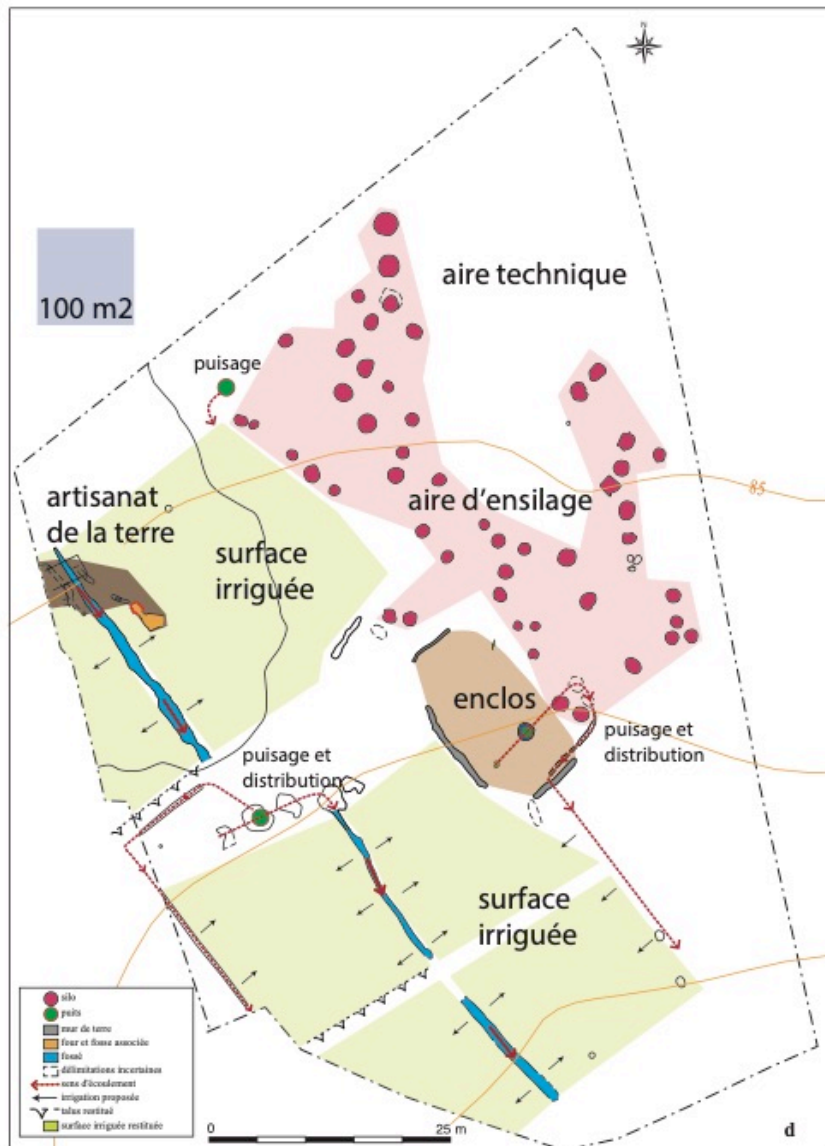 N
aire technique
100 m2
puisage
85
artisanat
de la terre
aire d'ensilage
surface
irriguée
enclos
puisage et
distribution
puisage et
distribution
surface
irriguée
silo
puits
mur de terre
four et fosse associée
fossé
délimitations incertaines
sens d'écoulement
irrigation proposée
talus restitué
surface irriguée restituée
0
25 m
d